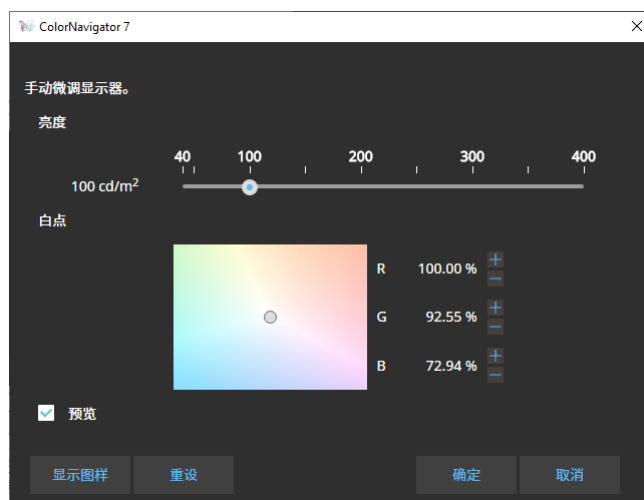 ColorNavigator 7
手动微调显示器。
亮度
40 100 200 300 400
100 cd/m²
白点
R 100.00 %
G 92.55 %
B 72.94 %
预览
显示图样 重设 确定 取消